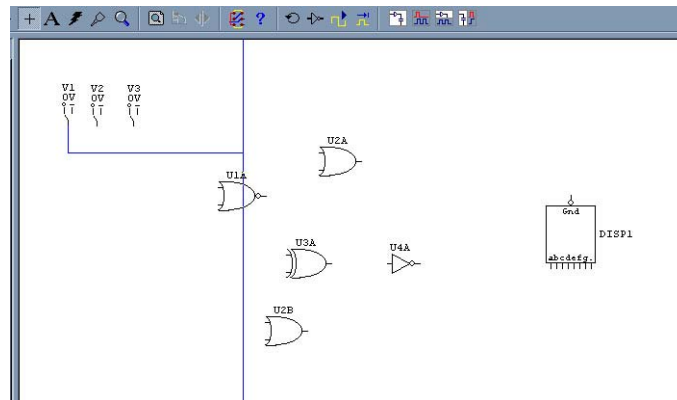 A ?
V1 V2 V3
0V 0V 0V
U2A
U1A
Gnd
DISP1
U3A U4A
abcdefg.
U2B